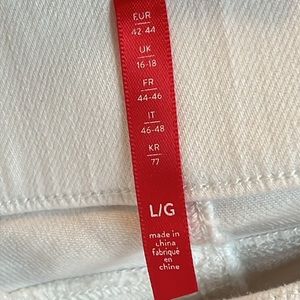 EUR
42-44
UK
16-18
FR
44-46
IT
46-48
KR
77
L/G
made in
china
fabriqué
en
chine